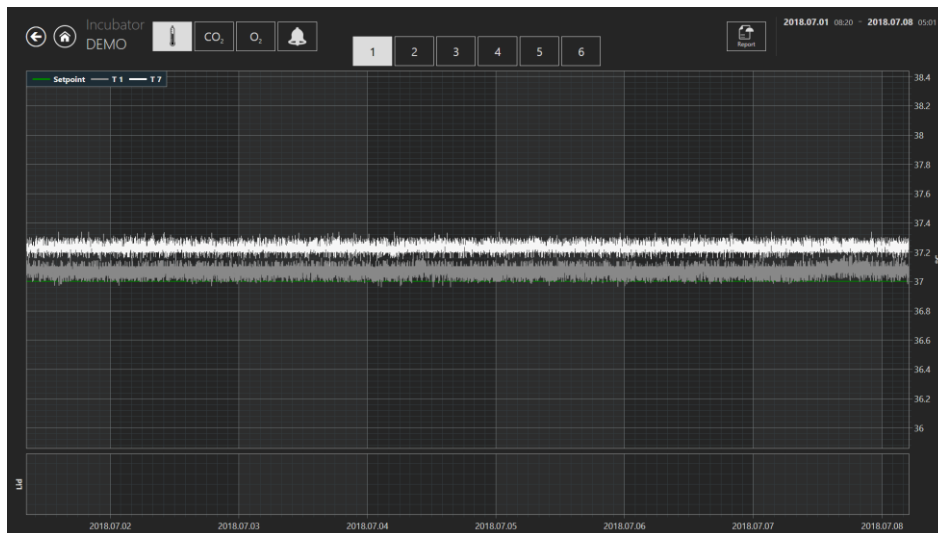 Incubator
DEMO
CO₂
O₂
1 2 3 4 5 6
Report
2018.07.01 08:20 - 2018.07.08 05:01
Setpoint T 1 T 7
38.4
38.2
38
37.8
37.6
37.4
37.2
37
36.8
36.6
36.4
36.2
36
°C
Lid
2018.07.02 2018.07.03 2018.07.04 2018.07.05 2018.07.06 2018.07.07 2018.07.08